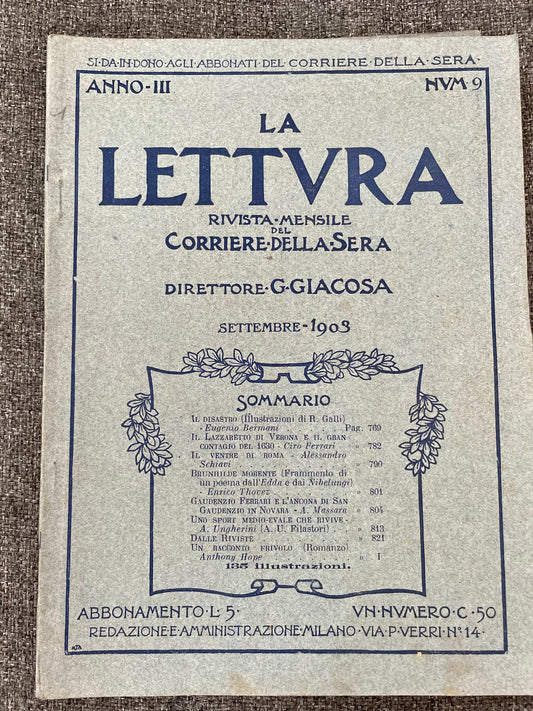 SI·DA·IN·DONO·AGLI·ABBONATI·DEL·CORRIERE·DELLA·SERA·
ANNO·III NVM·9
LA
LETTVRA
RIVISTA·MENSILE
DEL
CORRIERE·DELLA·SERA
DIRETTORE·G·GIACOSA
SETTEMBRE·1903
SOMMARIO
IL DISASTRO (Illustrazioni di R. Galli)
- Eugenio Bermani . . . . . . Pag. 769
IL LAZZARETTO DI VERONA E IL GRAN
CONTAGIO DEL 1630 - Ciro Ferrari . » 782
IL VENTRE DI ROMA - Alessandro
Schiavi . . . . . . . . » 790
BRUNHILDE MORENTE (Frammento di
un poema dall'Edda e dai Nibelungi)
- Enrico Thovez . . . . . . » 801
GAUDENZIO FERRARI E L'ANCONA DI SAN
GAUDENZIO IN NOVARA - A. Massara » 804
UNO SPORT MEDIO-EVALE CHE RIVIVE -
A. Ungherini (A. U. Filastori) . . » 813
DALLE RIVISTE . . . . . . . » 821
UN RACCONTO FRIVOLO (Romanzo)
Anthony Hope . . . . . . » I
135 illustrazioni.
ABBONAMENTO·L·5· VN·NVMERO·C·50
REDAZIONE·E·AMMINISTRAZIONE·MILANO·VIA·P·VERRI·Nº14·